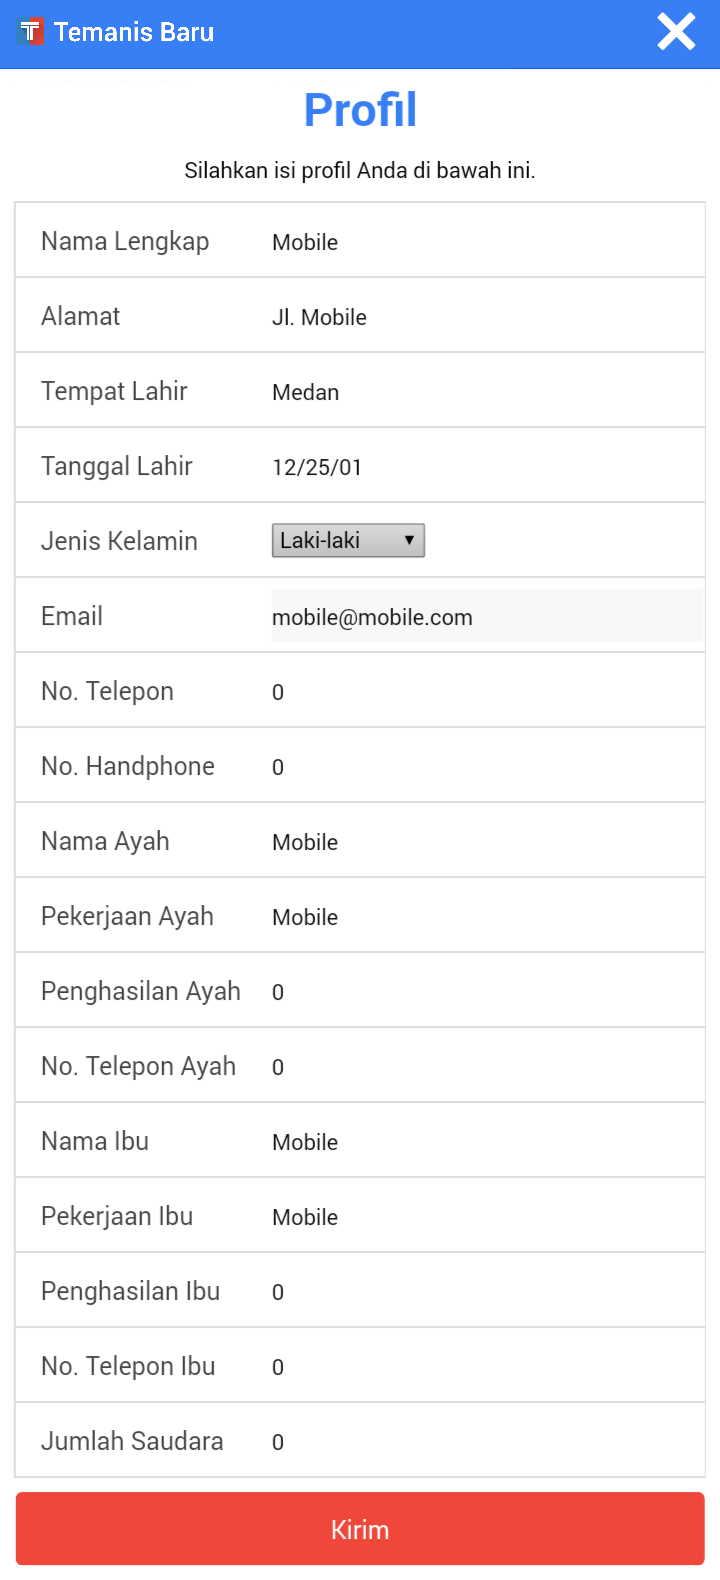 Temanis Baru
Profil
Silahkan isi profil Anda di bawah ini.
Nama Lengkap Mobile
Alamat Jl. Mobile
Tempat Lahir Medan
Tanggal Lahir 12/25/01
Jenis Kelamin Laki-laki
Email mobile@mobile.com
No. Telepon 0
No. Handphone 0
Nama Ayah Mobile
Pekerjaan Ayah Mobile
Penghasilan Ayah 0
No. Telepon Ayah 0
Nama Ibu Mobile
Pekerjaan Ibu Mobile
Penghasilan Ibu 0
No. Telepon Ibu 0
Jumlah Saudara 0
Kirim